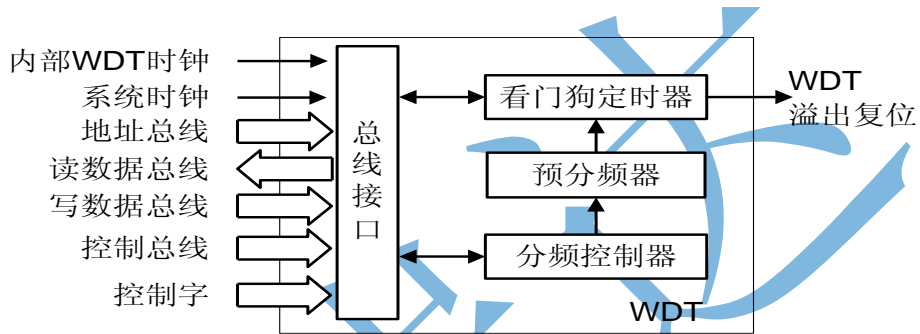 内部WDT时钟
系统时钟
地址总线
读数据总线
写数据总线
控制总线
控制字
总线接口
看门狗定时器
预分频器
分频控制器
WDT
WDT
溢出复位